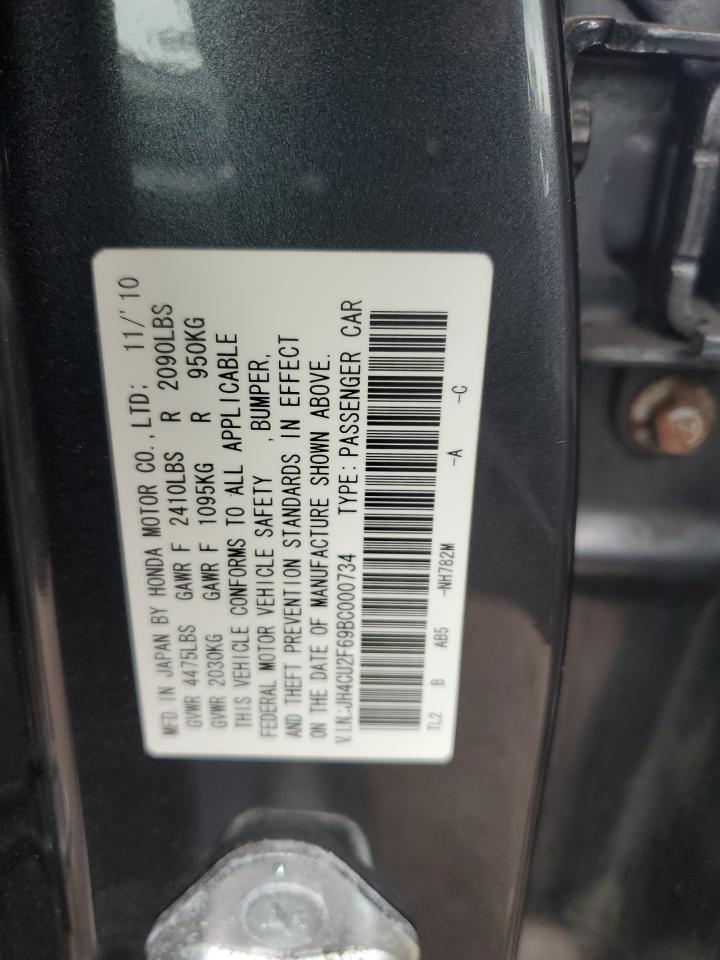 MFD. IN JAPAN BY HONDA MOTOR CO., LTD; 11/'10
GVWR 4475LBS GAWR F 2410LBS R 2090LBS
GVWR 2030KG GAWR F 1095KG R 950KG
THIS VEHICLE CONFORMS TO ALL APPLICABLE
FEDERAL MOTOR VEHICLE SAFETY ,BUMPER,
AND THEFT PREVENTION STANDARDS IN EFFECT
ON THE DATE OF MANUFACTURE SHOWN ABOVE.
V.I.N.:JH4CU2F69BC000734 TYPE: PASSENGER CAR
TL2 B AB5 -NH782M -A -C